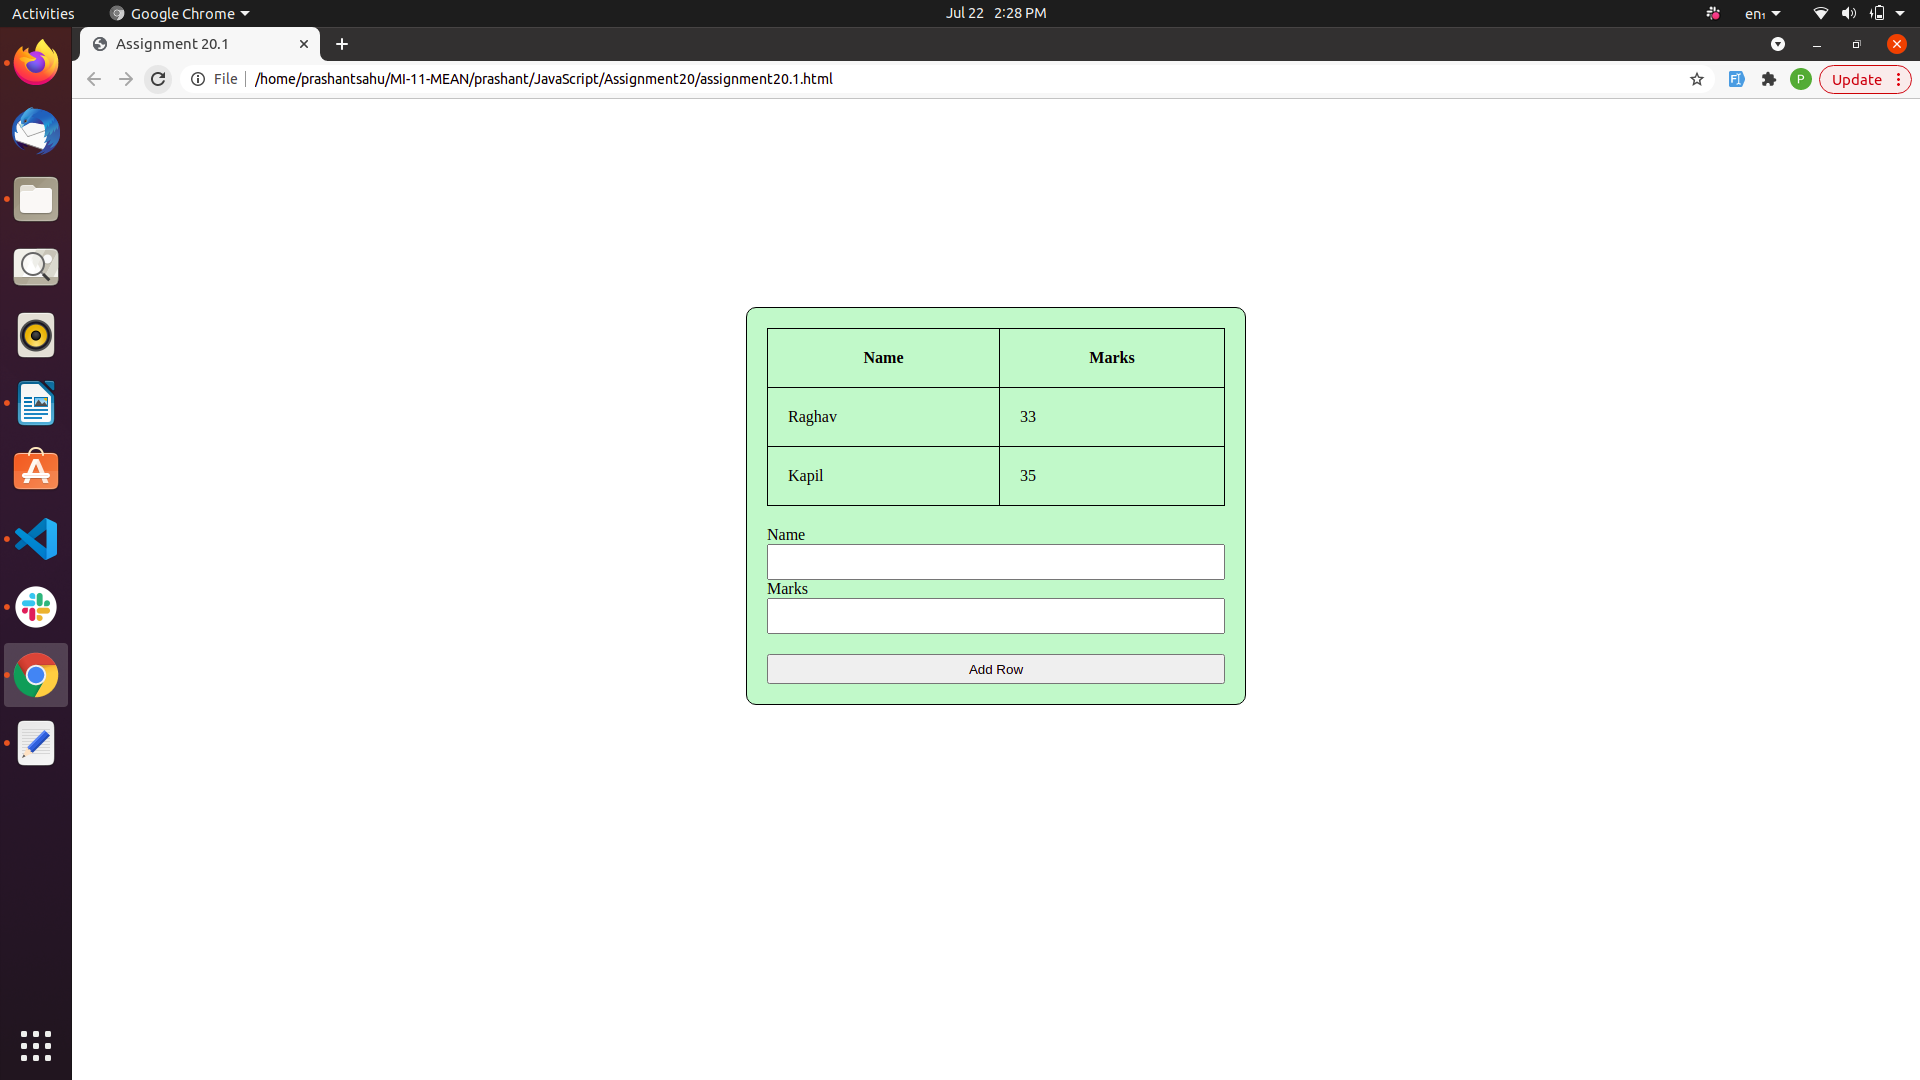 Activities
Google Chrome
Jul 22 2:28 PM
en₁
Assignment 20.1
File
/home/prashantsahu/MI-11-MEAN/prashant/JavaScript/Assignment20/assignment20.1.html
P
Update
Name Marks
Raghav 33
Kapil 35
Name
Marks
Add Row